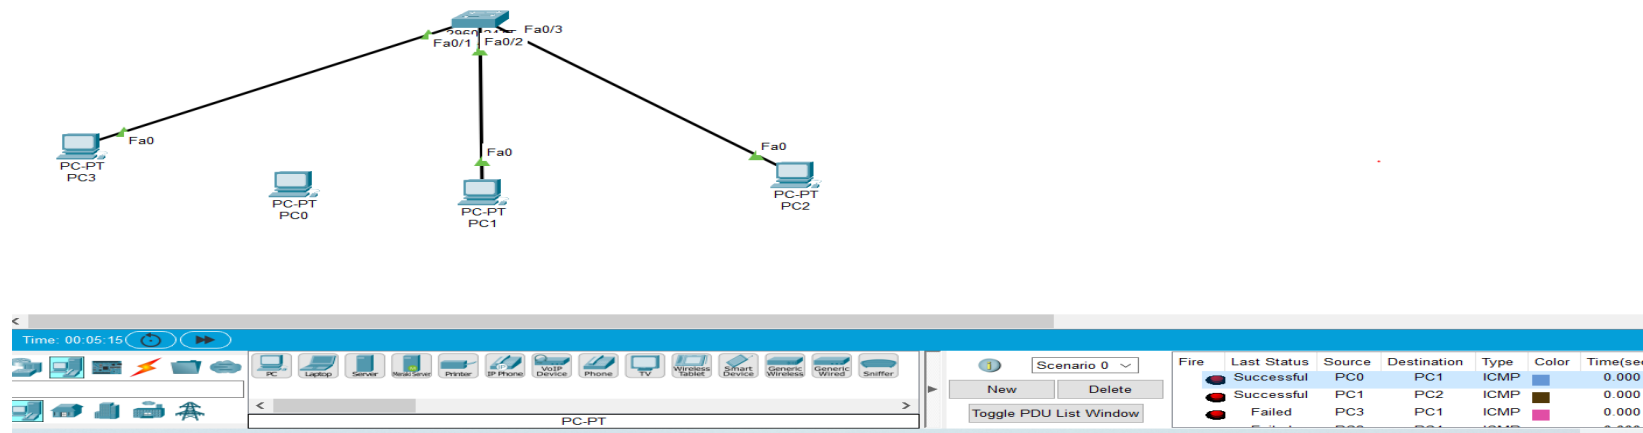 Fa0/3
Fa0/1 Fa0/2
Fa0
PC-PT
PC3
PC-PT
PC0
Fa0
PC-PT
PC1
Fa0
PC-PT
PC2
<
Time: 00:05:15
PC Laptop Server Meraki Server Printer IP Phone VoIP Device Phone TV Wireless Tablet Smart Device Generic Wireless Generic Wired Sniffer
< >
PC-PT
Scenario 0
New Delete
Toggle PDU List Window
Fire Last Status Source Destination Type Color Time(sec
Successful PC0 PC1 ICMP 0.000
Successful PC1 PC2 ICMP 0.000
Failed PC3 PC1 ICMP 0.000